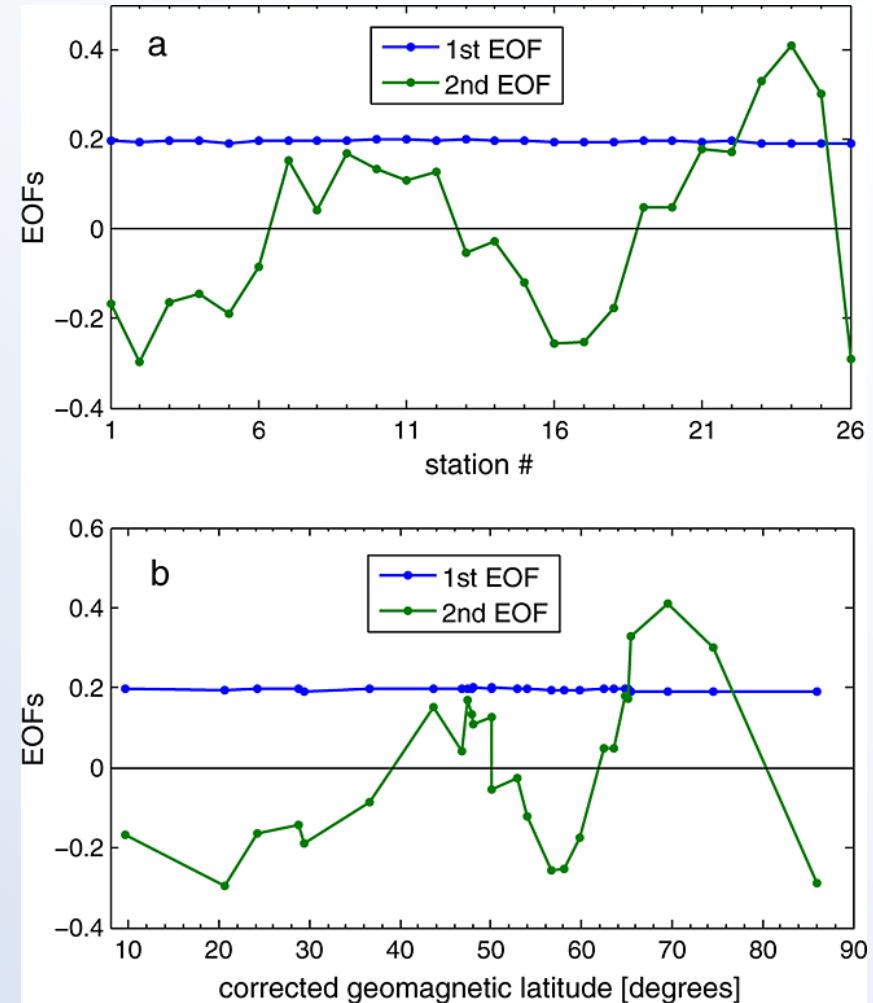 a
1st EOF
2nd EOF
0.4
0.2
0
−0.2
−0.4
EOFs
1 6 11 16 21 26
station #
b
1st EOF
2nd EOF
0.6
0.4
0.2
0
−0.2
−0.4
EOFs
10 20 30 40 50 60 70 80 90
corrected geomagnetic latitude [degrees]